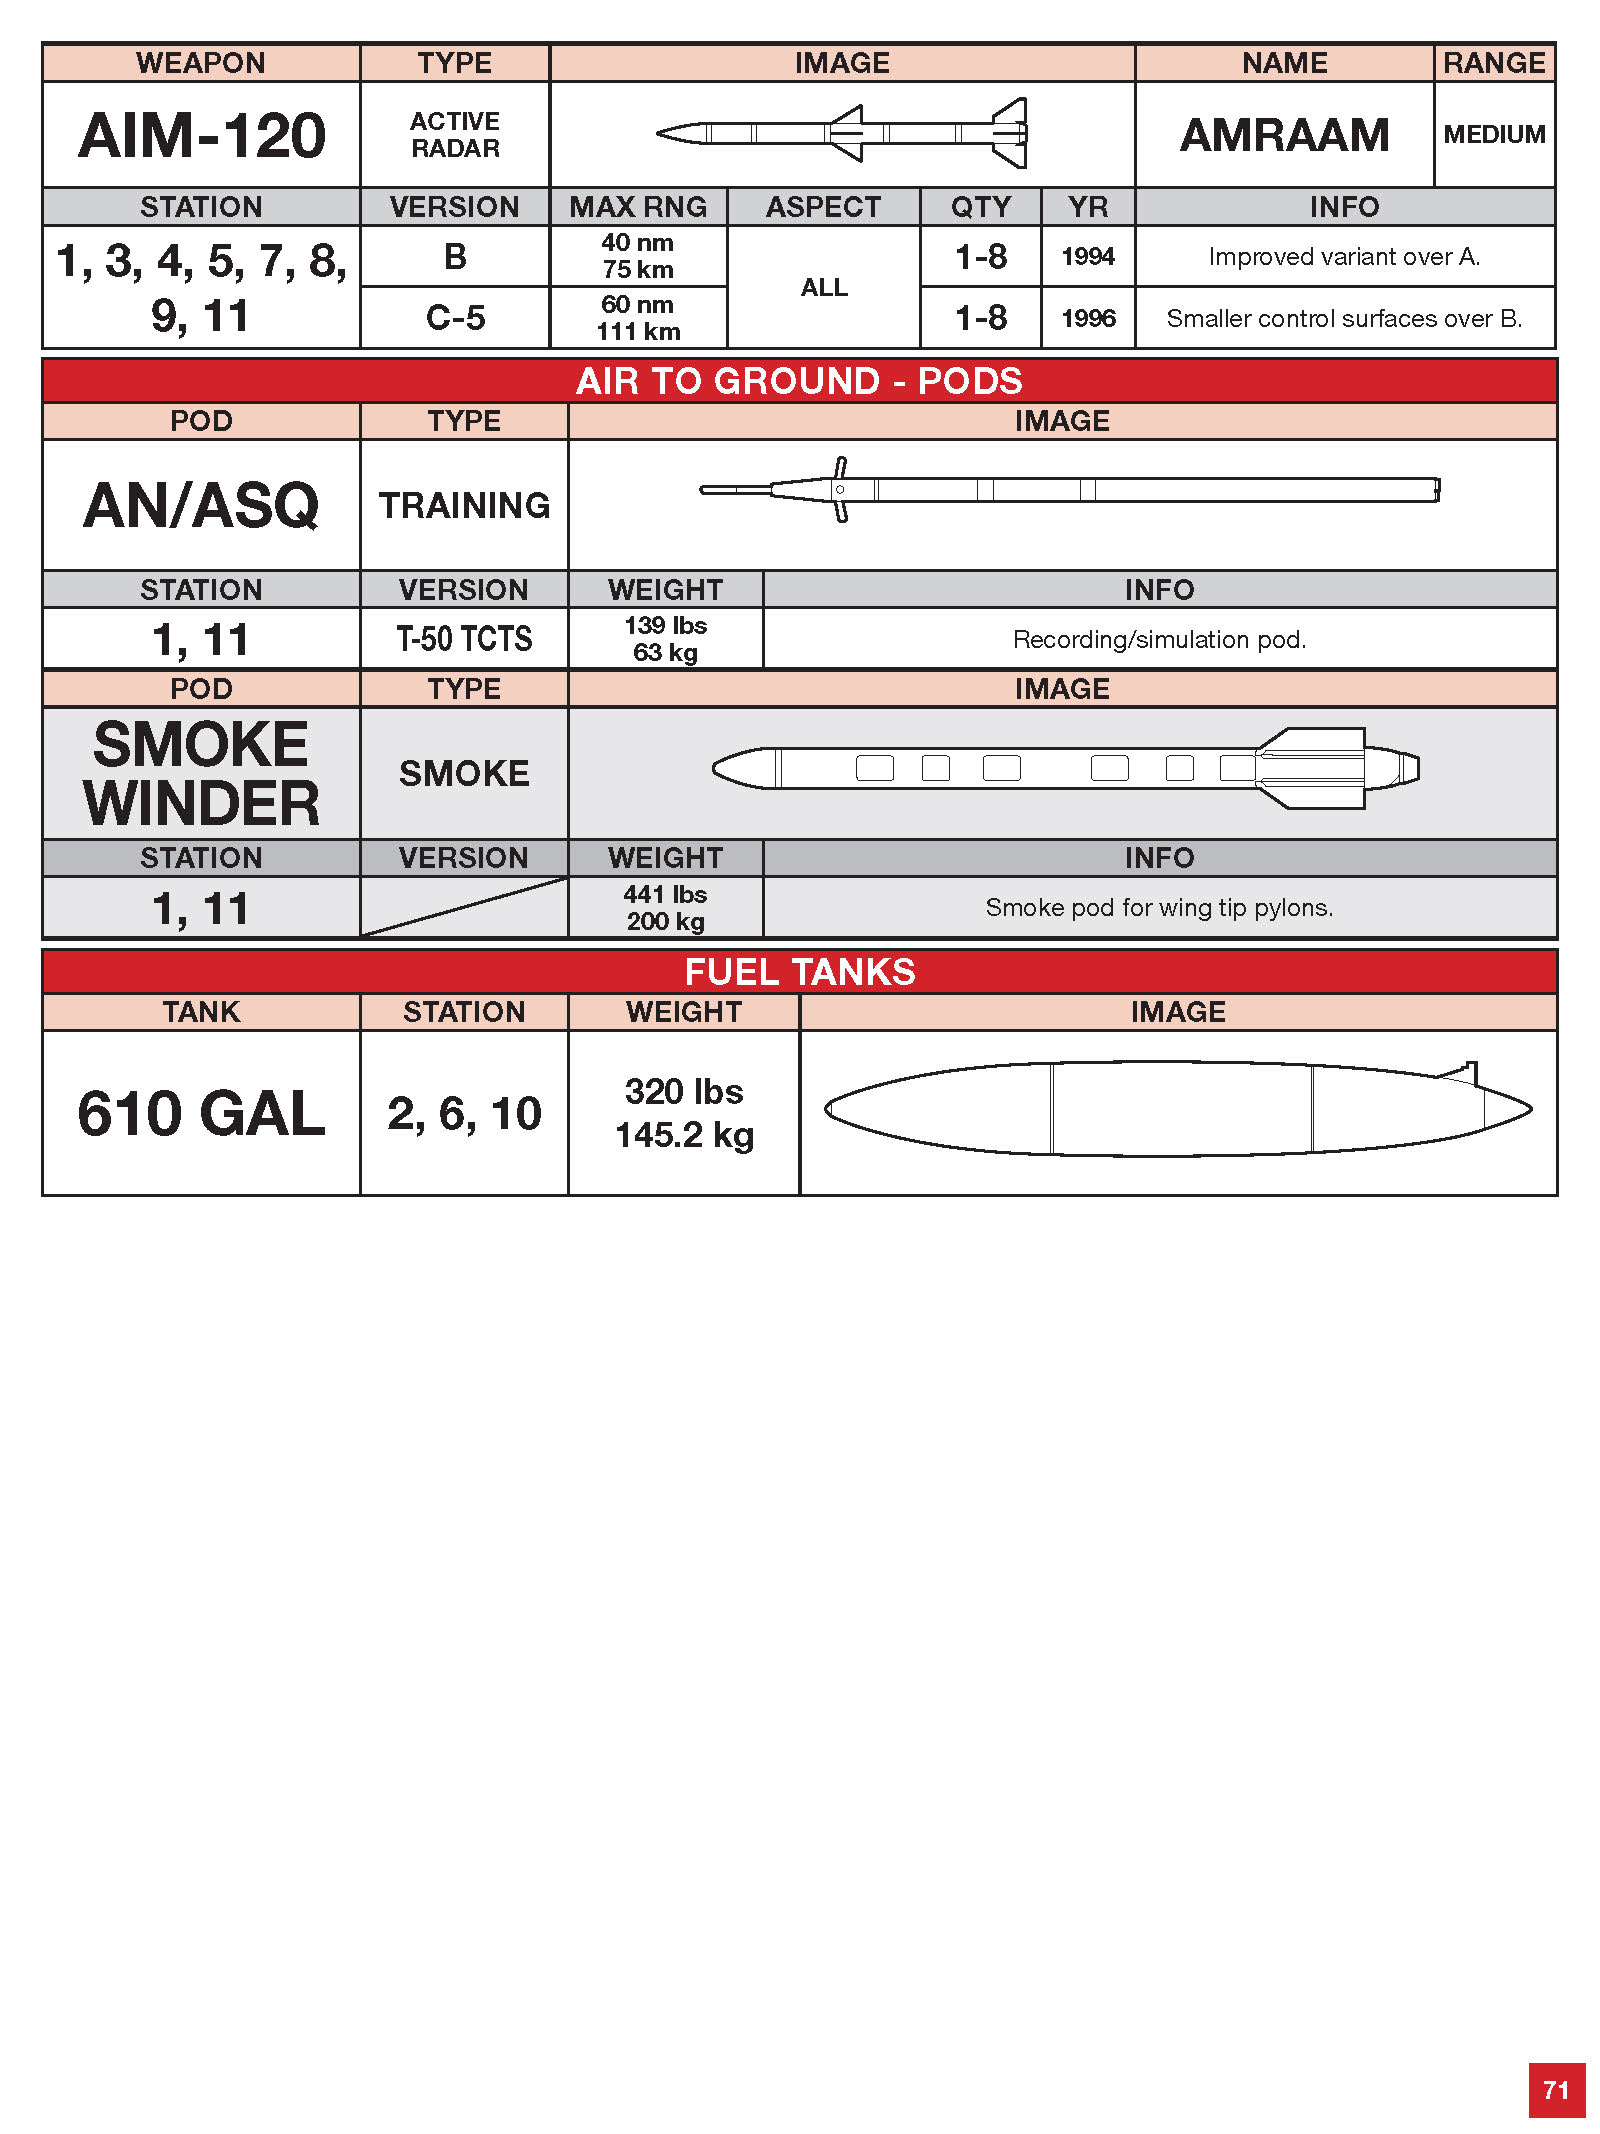 WEAPON TYPE IMAGE NAME RANGE
AIM-120 ACTIVE RADAR AMRAAM MEDIUM
STATION VERSION MAX RNG ASPECT QTY YR INFO
1, 3, 4, 5, 7, 8, 9, 11 B 40 nm 75 km ALL 1-8 1994 Improved variant over A.
C-5 60 nm 111 km 1-8 1996 Smaller control surfaces over B.
AIR TO GROUND - PODS
POD TYPE IMAGE
AN/ASQ TRAINING
STATION VERSION WEIGHT INFO
1, 11 T-50 TCTS 139 lbs 63 kg Recording/simulation pod.
POD TYPE IMAGE
SMOKE WINDER SMOKE
STATION VERSION WEIGHT INFO
1, 11 441 lbs 200 kg Smoke pod for wing tip pylons.
FUEL TANKS
TANK STATION WEIGHT IMAGE
610 GAL 2, 6, 10 320 lbs 145.2 kg
71